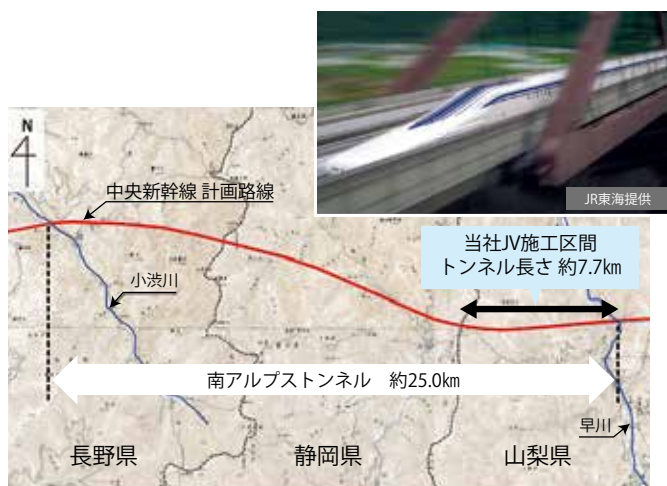 JR東海提供
N
中央新幹線 計画路線
当社JV施工区間
トンネル長さ 約7.7km
小渋川
南アルプストンネル 約25.0km
早川
長野県
静岡県
山梨県